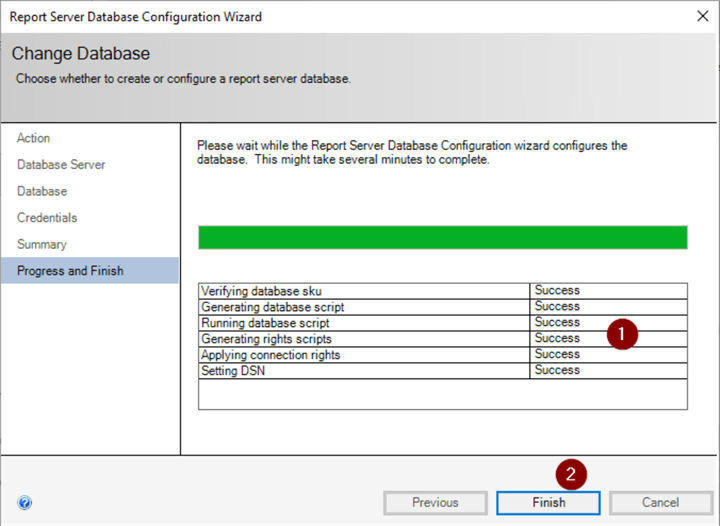 Report Server Database Configuration Wizard
Change Database
Choose whether to create or configure a report server database.
Action
Database Server
Database
Credentials
Summary
Progress and Finish
Please wait while the Report Server Database Configuration wizard configures the
database. This might take several minutes to complete.
Verifying database sku Success
Generating database script Success
Running database script Success
Generating rights scripts Success
Applying connection rights Success
Setting DSN Success
1
2
?
Previous Finish Cancel